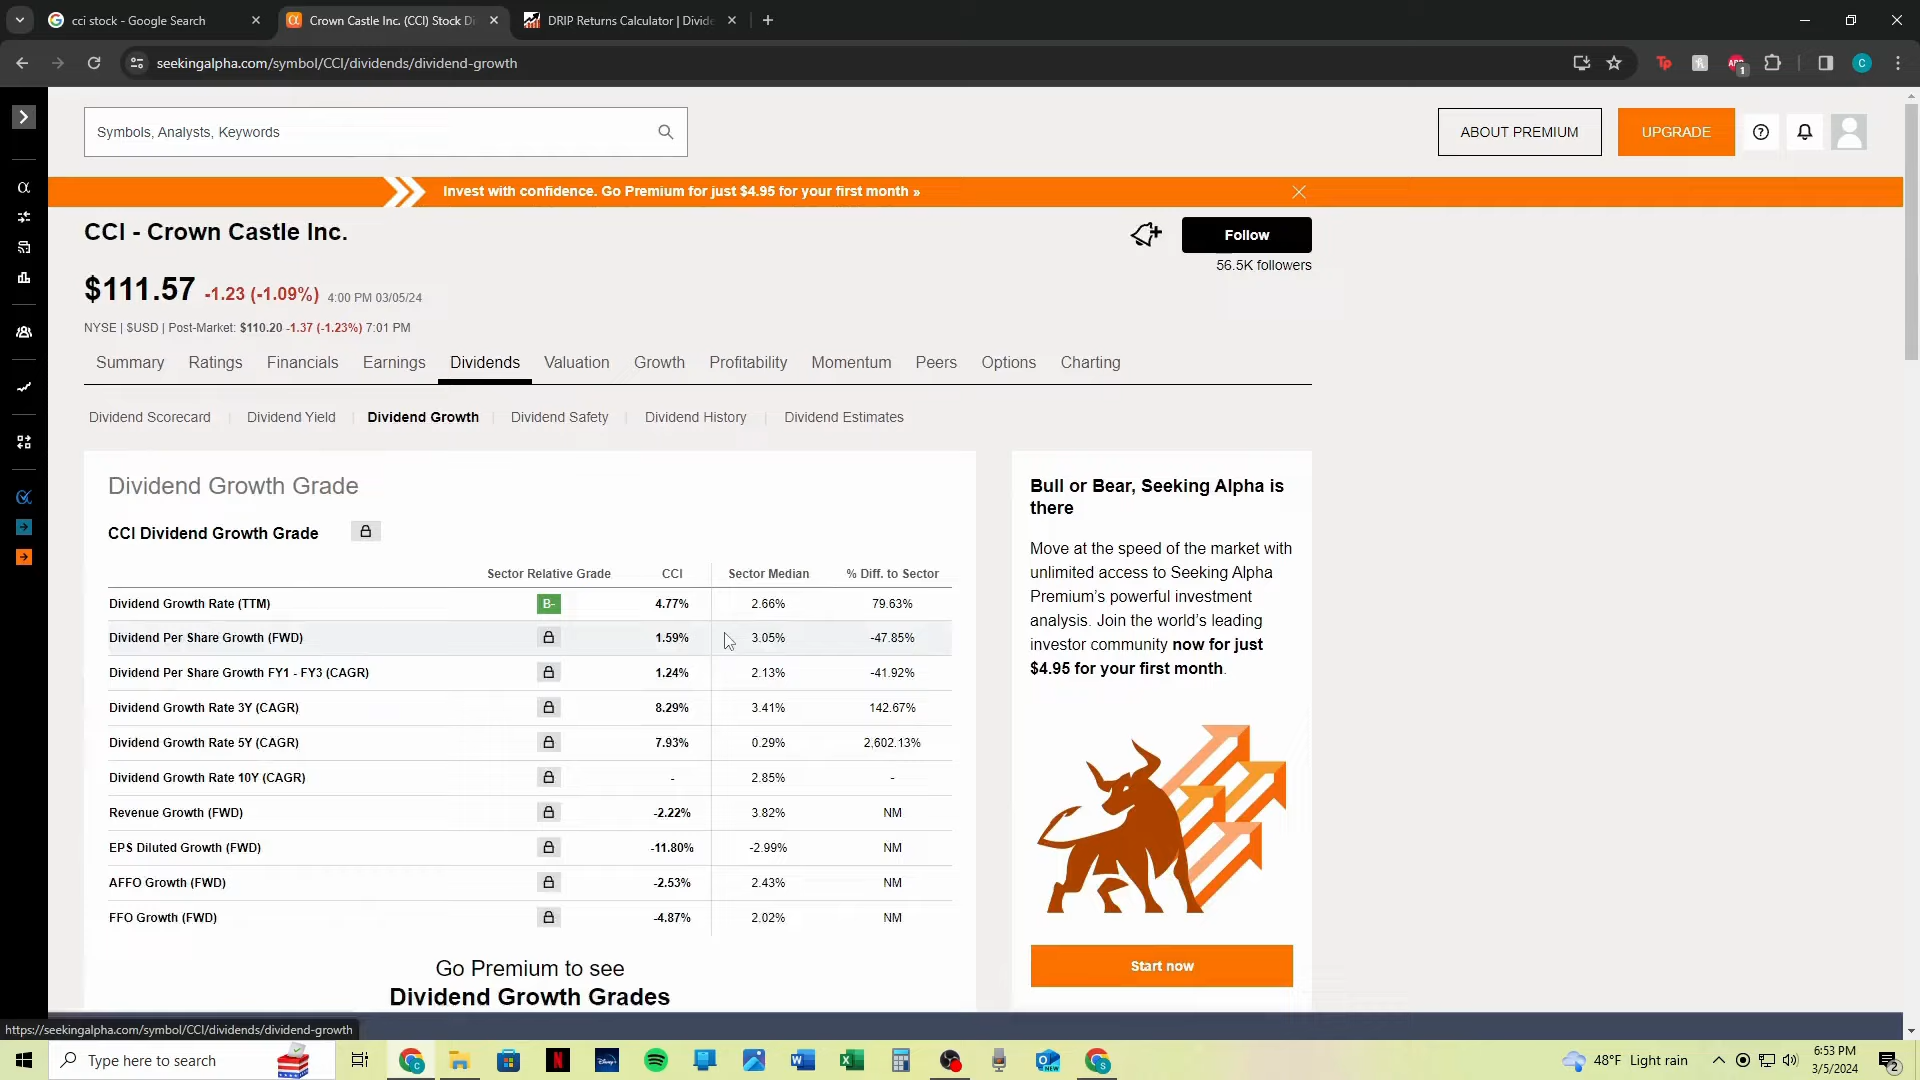 cci stock - Google Search
Crown Castle Inc. (CCI) Stock Di
DRIP Returns Calculator | Divide
seekingalpha.com/symbol/CCI/dividends/dividend-growth
Symbols, Analysts, Keywords
ABOUT PREMIUM
UPGRADE
Invest with confidence. Go Premium for just $4.95 for your first month »
CCI - Crown Castle Inc.
Follow
56.5K followers
$111.57 -1.23 (-1.09%) 4:00 PM 03/05/24
NYSE | $USD | Post-Market: $110.20 -1.37 (-1.23%) 7:01 PM
Summary Ratings Financials Earnings Dividends Valuation Growth Profitability Momentum Peers Options Charting
Dividend Scorecard Dividend Yield Dividend Growth Dividend Safety Dividend History Dividend Estimates
Dividend Growth Grade
CCI Dividend Growth Grade
Sector Relative Grade CCI Sector Median % Diff. to Sector
Dividend Growth Rate (TTM) B- 4.77% 2.66% 79.63%
Dividend Per Share Growth (FWD) 1.59% 3.05% -47.85%
Dividend Per Share Growth FY1 - FY3 (CAGR) 1.24% 2.13% -41.92%
Dividend Growth Rate 3Y (CAGR) 8.29% 3.41% 142.67%
Dividend Growth Rate 5Y (CAGR) 7.93% 0.29% 2,602.13%
Dividend Growth Rate 10Y (CAGR) - 2.85% -
Revenue Growth (FWD) -2.22% 3.82% NM
EPS Diluted Growth (FWD) -11.80% -2.99% NM
AFFO Growth (FWD) -2.53% 2.43% NM
FFO Growth (FWD) -4.87% 2.02% NM
Go Premium to see
Dividend Growth Grades
Bull or Bear, Seeking Alpha is
there
Move at the speed of the market with
unlimited access to Seeking Alpha
Premium’s powerful investment
analysis. Join the world’s leading
investor community now for just
$4.95 for your first month.
Start now
https://seekingalpha.com/symbol/CCI/dividends/dividend-growth
Type here to search
48°F Light rain
6:53 PM
3/5/2024
2